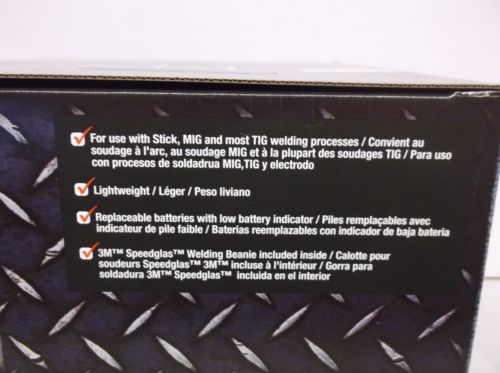 For use with Stick, MIG and most TIG welding processes / Convient au
soudage à l'arc, au soudage MIG et à la plupart des soudages TIG / Para uso
con procesos de soldadrua MIG,TIG y electrodo
Lightweight / Léger / Peso liviano
Replaceable batteries with low battery indicator / Piles remplaçables avec
indicateur de pile faible / Baterias reemplazables con indicador de baja bateria
3M™ Speedglas™ Welding Beanie included inside / Calotte pour
soudeurs Speedglas™ 3M™ incluse à l'intérieur / Gorra para
soldadura 3M™ Speedglas™ incluida en el interior